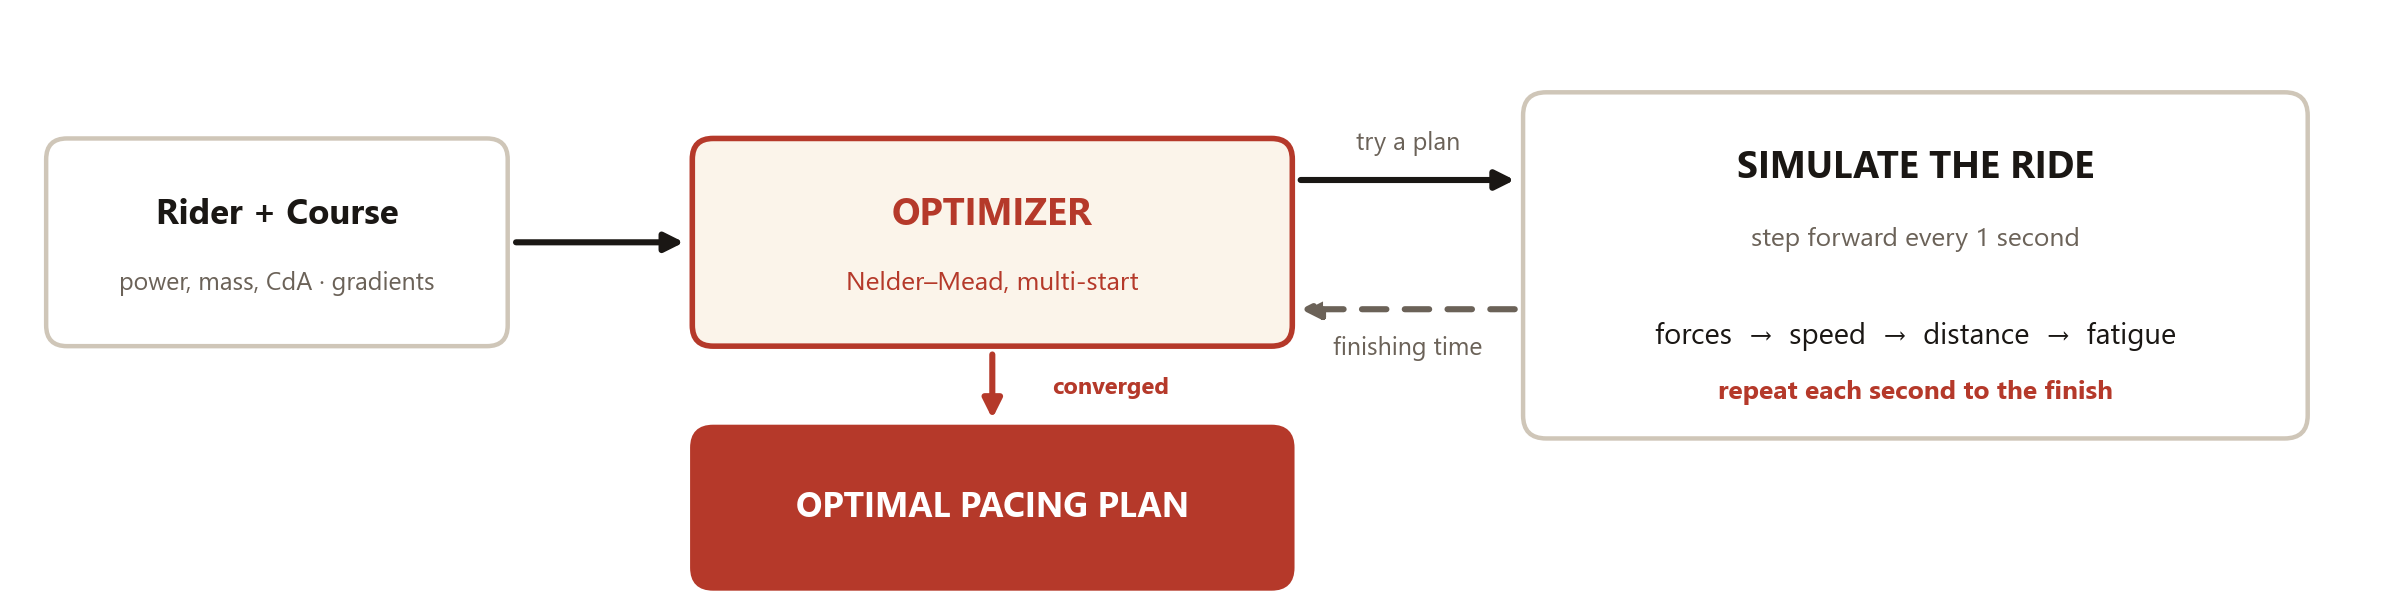 Rider + Course
power, mass, CdA · gradients
OPTIMIZER
Nelder–Mead, multi-start
try a plan
finishing time
SIMULATE THE RIDE
step forward every 1 second
forces → speed → distance → fatigue
repeat each second to the finish
converged
OPTIMAL PACING PLAN